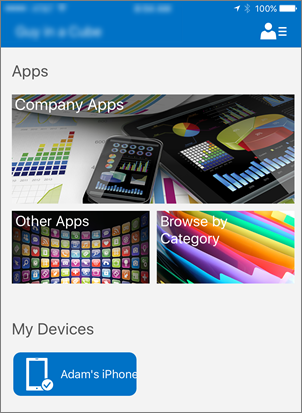 100%
Apps
Company Apps
Other Apps
Browse by
Category
My Devices
Adam's iPhone